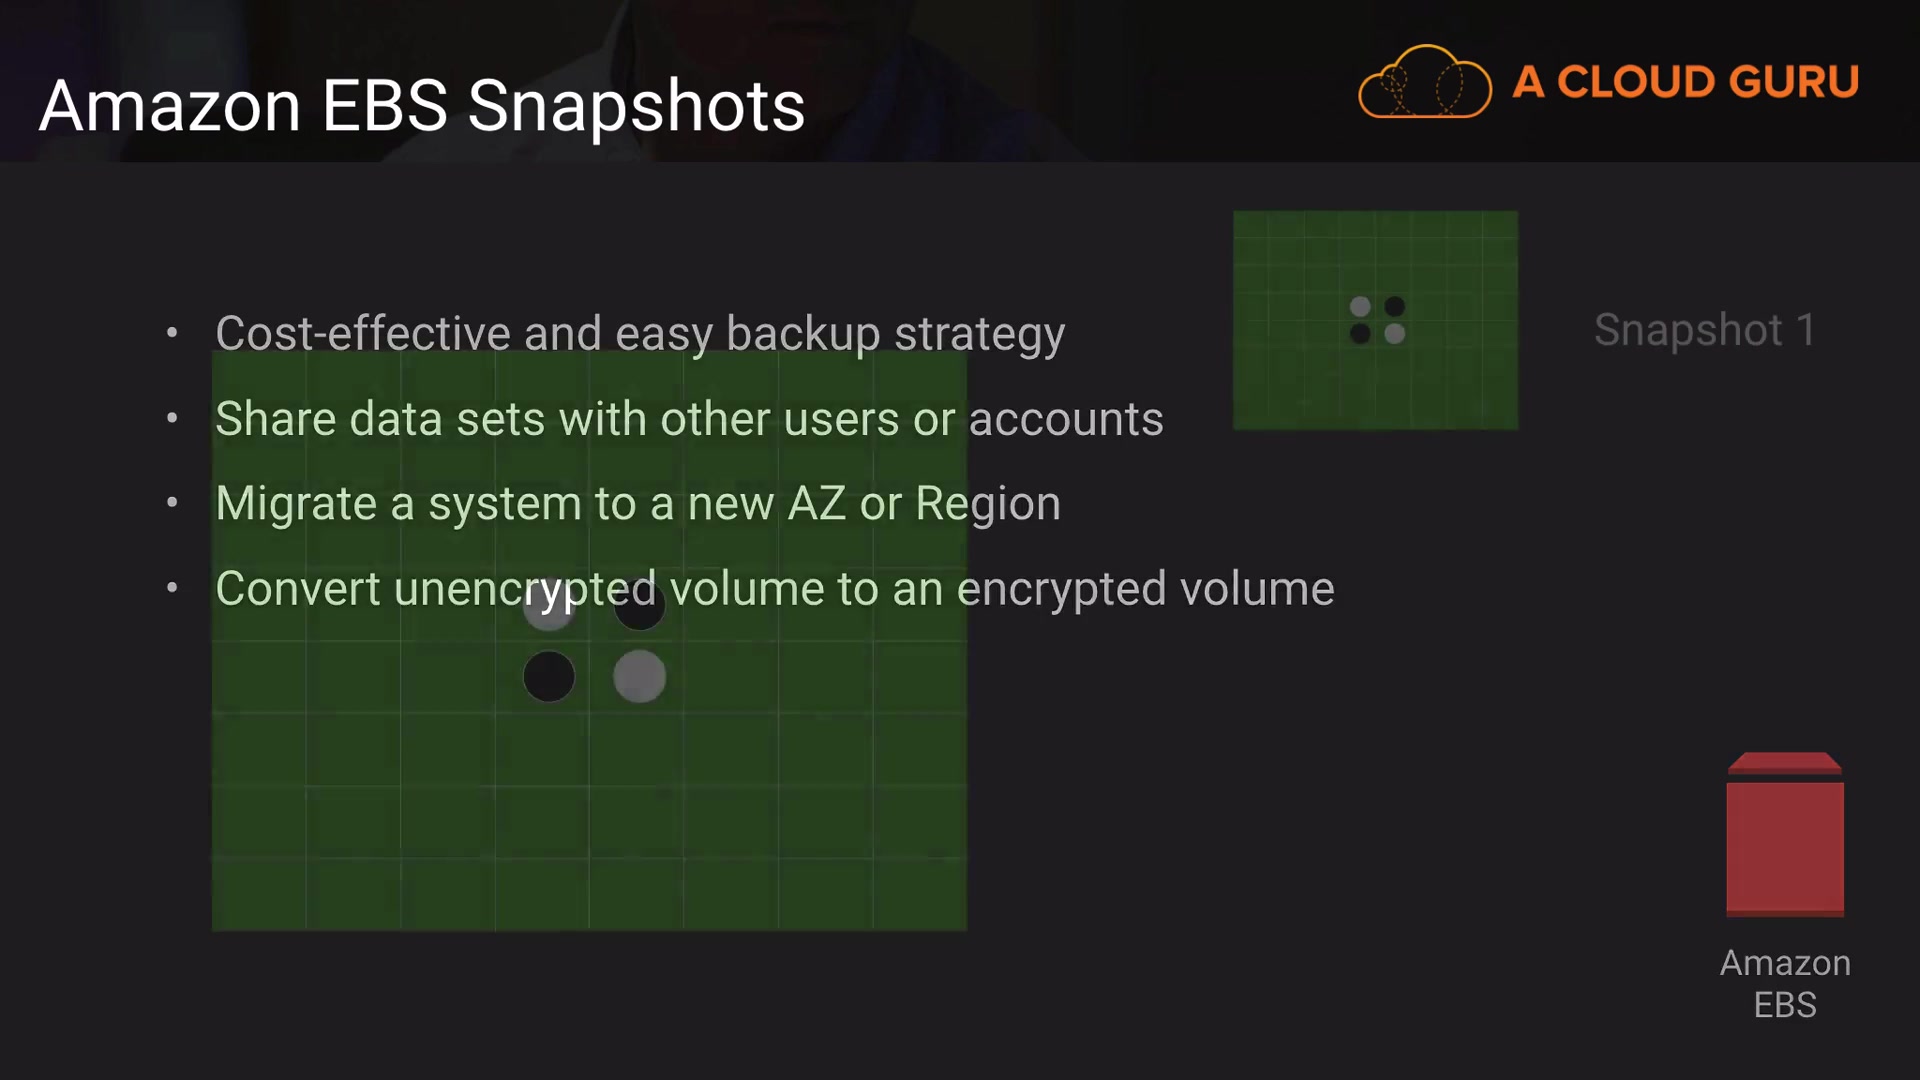 Amazon EBS Snapshots
A CLOUD GURU
• Cost-effective and easy backup strategy
• Share data sets with other users or accounts
• Migrate a system to a new AZ or Region
• Convert unencrypted volume to an encrypted volume
Snapshot 1
Amazon
EBS